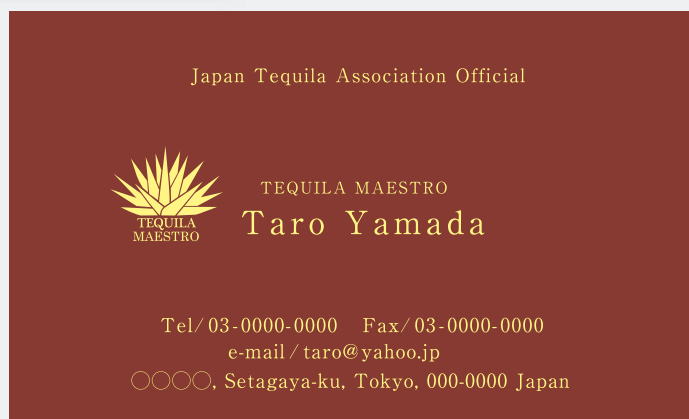 Japan Tequila Association Official
TEQUILA MAESTRO
Taro Yamada
TEQUILA
MAESTRO
Tel/03-0000-0000 Fax/03-0000-0000
e-mail/taro@yahoo.jp
○○○○, Setagaya-ku, Tokyo, 000-0000 Japan